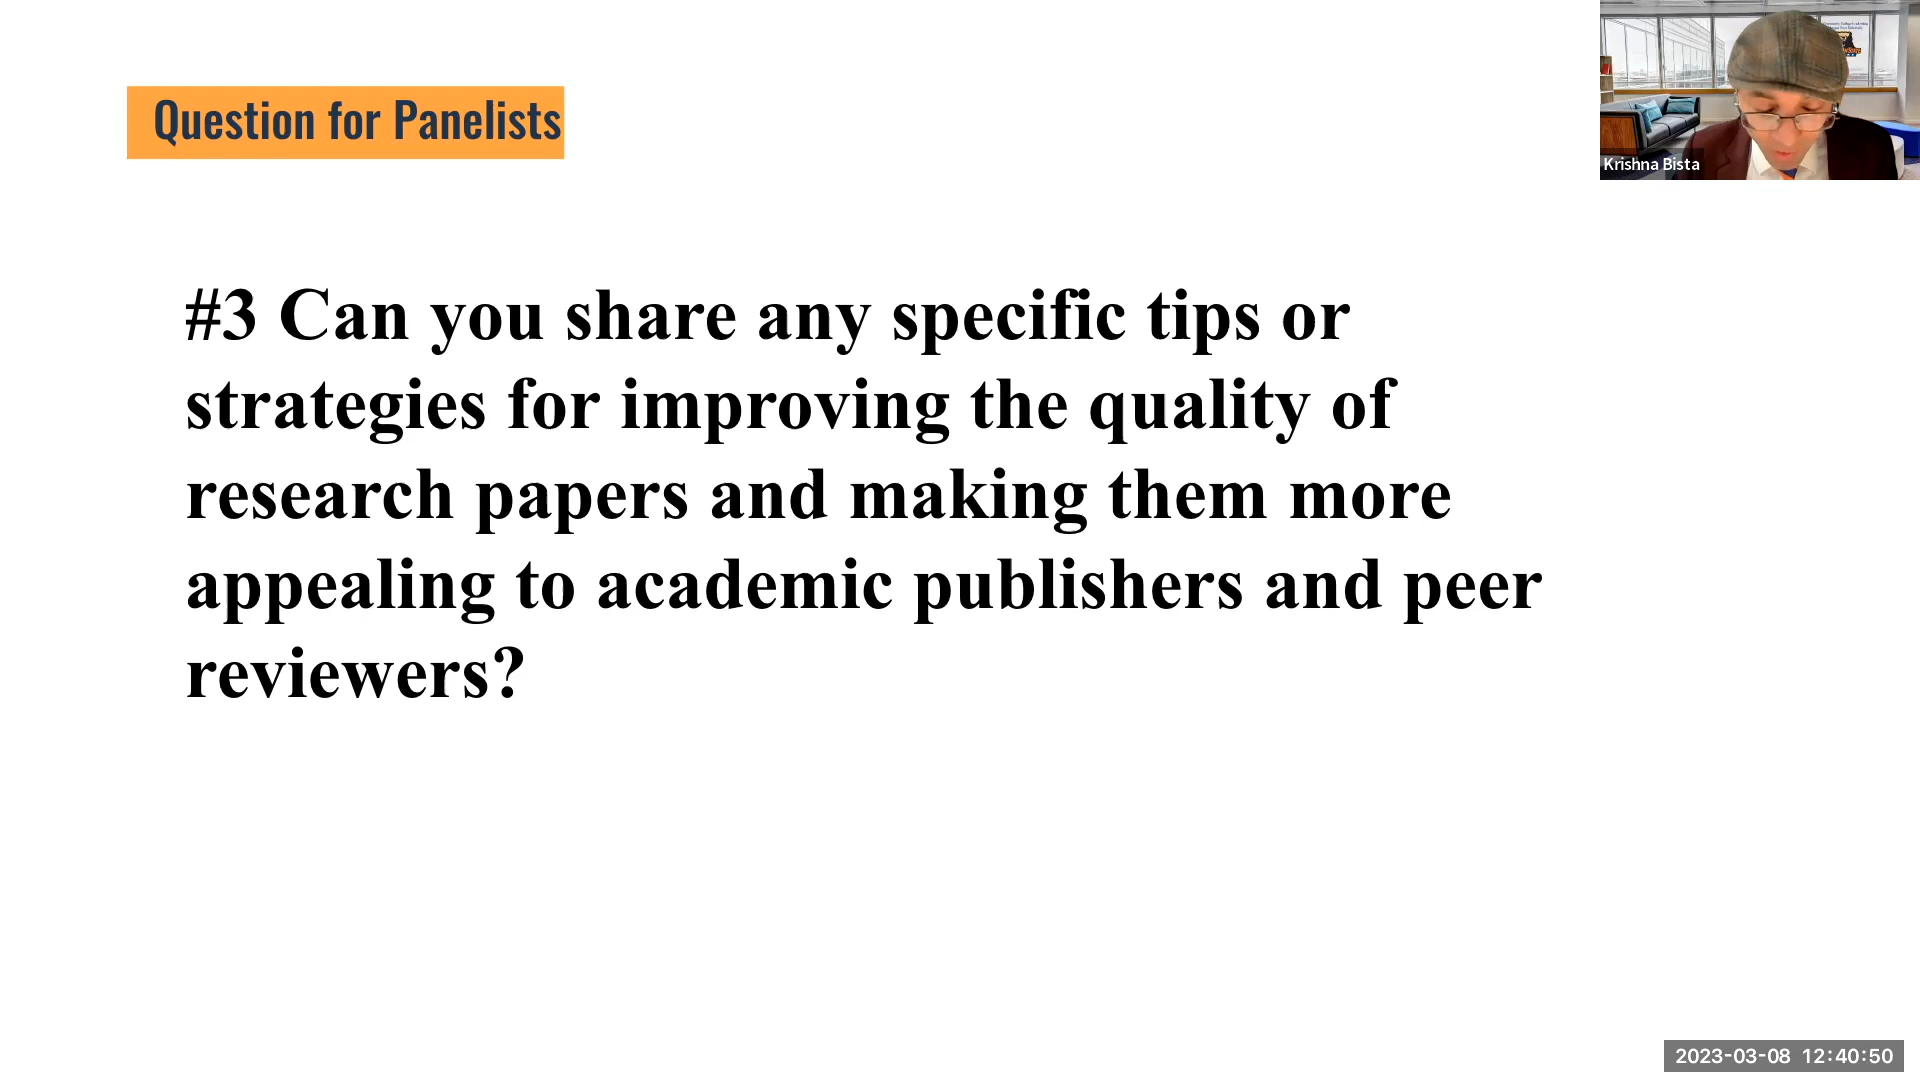 Question for Panelists
Krishna Bista
#3 Can you share any specific tips or
strategies for improving the quality of
research papers and making them more
appealing to academic publishers and peer
reviewers?
2023-03-08 12:40:50